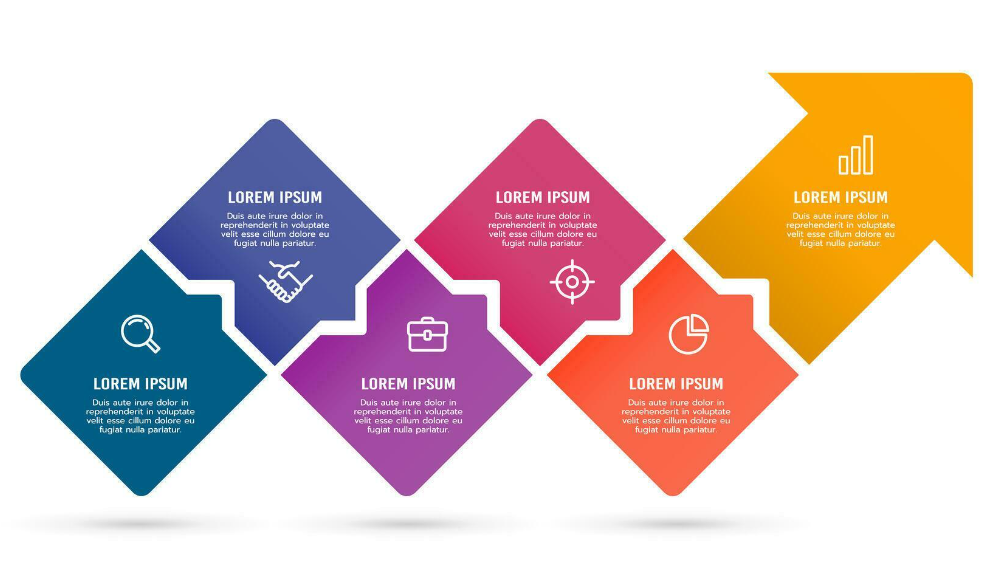 LOREM IPSUM
Duis aute irure dolor in
reprehenderit in voluptate
velit esse cillum dolore eu
fugiat nulla pariatur.
LOREM IPSUM
Duis aute irure dolor in
reprehenderit in voluptate
velit esse cillum dolore eu
fugiat nulla pariatur.
LOREM IPSUM
Duis aute irure dolor in
reprehenderit in voluptate
velit esse cillum dolore eu
fugiat nulla pariatur.
LOREM IPSUM
Duis aute irure dolor in
reprehenderit in voluptate
velit esse cillum dolore eu
fugiat nulla pariatur.
LOREM IPSUM
Duis aute irure dolor in
reprehenderit in voluptate
velit esse cillum dolore eu
fugiat nulla pariatur.
LOREM IPSUM
Duis aute irure dolor in
reprehenderit in voluptate
velit esse cillum dolore eu
fugiat nulla pariatur.